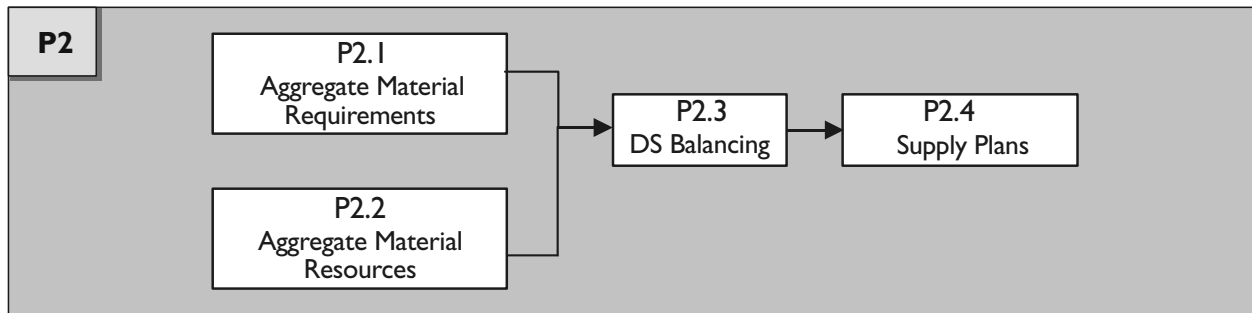 P2
P2.1
Aggregate Material
Requirements
P2.2
Aggregate Material
Resources
P2.3
DS Balancing
P2.4
Supply Plans